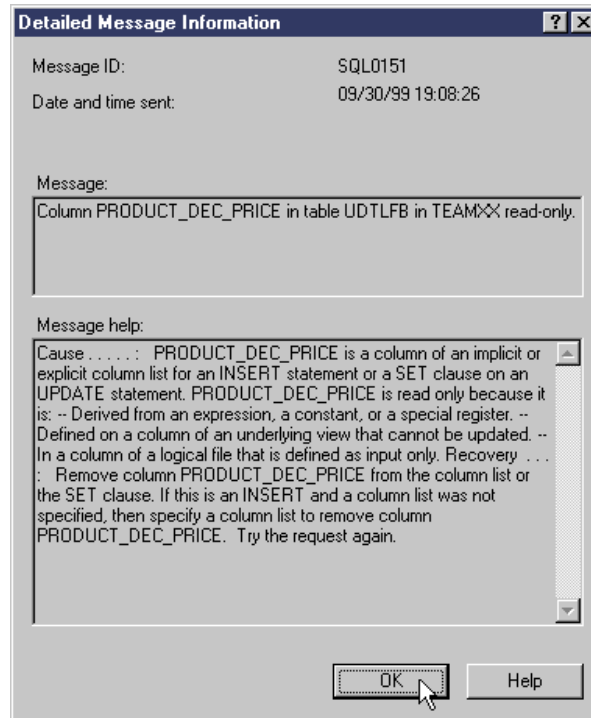 Detailed Message Information
Message ID: SQL0151
Date and time sent: 09/30/99 19:08:26
Message:
Column PRODUCT_DEC_PRICE in table UDTLFB in TEAMXX read-only.
Message help:
Cause . . . . . :   PRODUCT_DEC_PRICE is a column of an implicit or
explicit column list for an INSERT statement or a SET clause on an
UPDATE statement. PRODUCT_DEC_PRICE is read only because it
is: -- Derived from an expression, a constant, or a special register. --
Defined on a column of an underlying view that cannot be updated. --
In a column of a logical file that is defined as input only. Recovery  . . .
:   Remove column PRODUCT_DEC_PRICE from the column list or
the SET clause. If this is an INSERT and a column list was not
specified, then specify a column list to remove column
PRODUCT_DEC_PRICE.  Try the request again.
OK Help